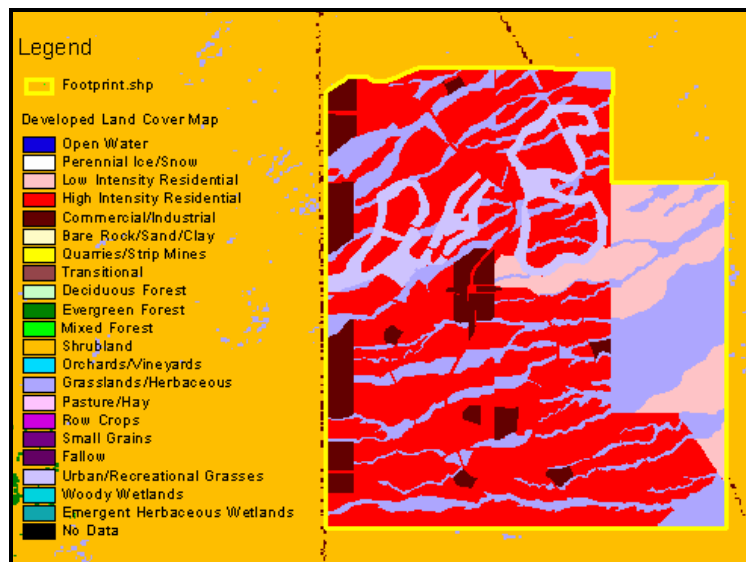 Legend
Footprint.shp
Developed Land Cover Map
Open Water
Perennial Ice/Snow
Low Intensity Residential
High Intensity Residential
Commercial/Industrial
Bare Rock/Sand/Clay
Quarries/Strip Mines
Transitional
Deciduous Forest
Evergreen Forest
Mixed Forest
Shrubland
Orchards/Vineyards
Grasslands/Herbaceous
Pasture/Hay
Row Crops
Small Grains
Fallow
Urban/Recreational Grasses
Woody Wetlands
Emergent Herbaceous Wetlands
No Data